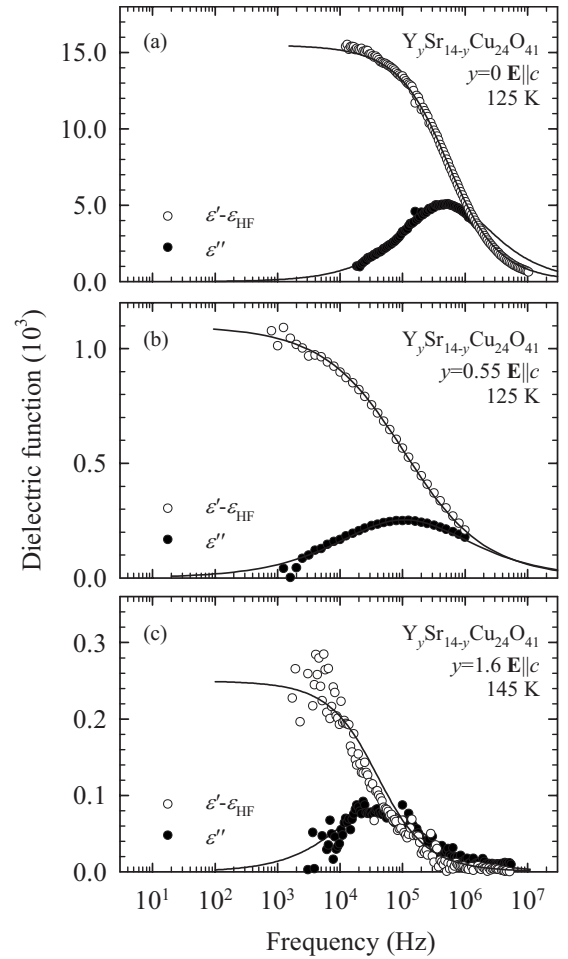 Dielectric function (10³)
(a)
YySr14-yCu24O41
y=0 E||c
125 K
15.0
10.0
5.0
0.0
ε′-εHF
ε′′
(b)
YySr14-yCu24O41
y=0.55 E||c
125 K
1.0
0.5
0.0
ε′-εHF
ε′′
(c)
YySr14-yCu24O41
y=1.6 E||c
145 K
0.3
0.2
0.1
0.0
ε′-εHF
ε′′
10¹ 10² 10³ 10⁴ 10⁵ 10⁶ 10⁷
Frequency (Hz)